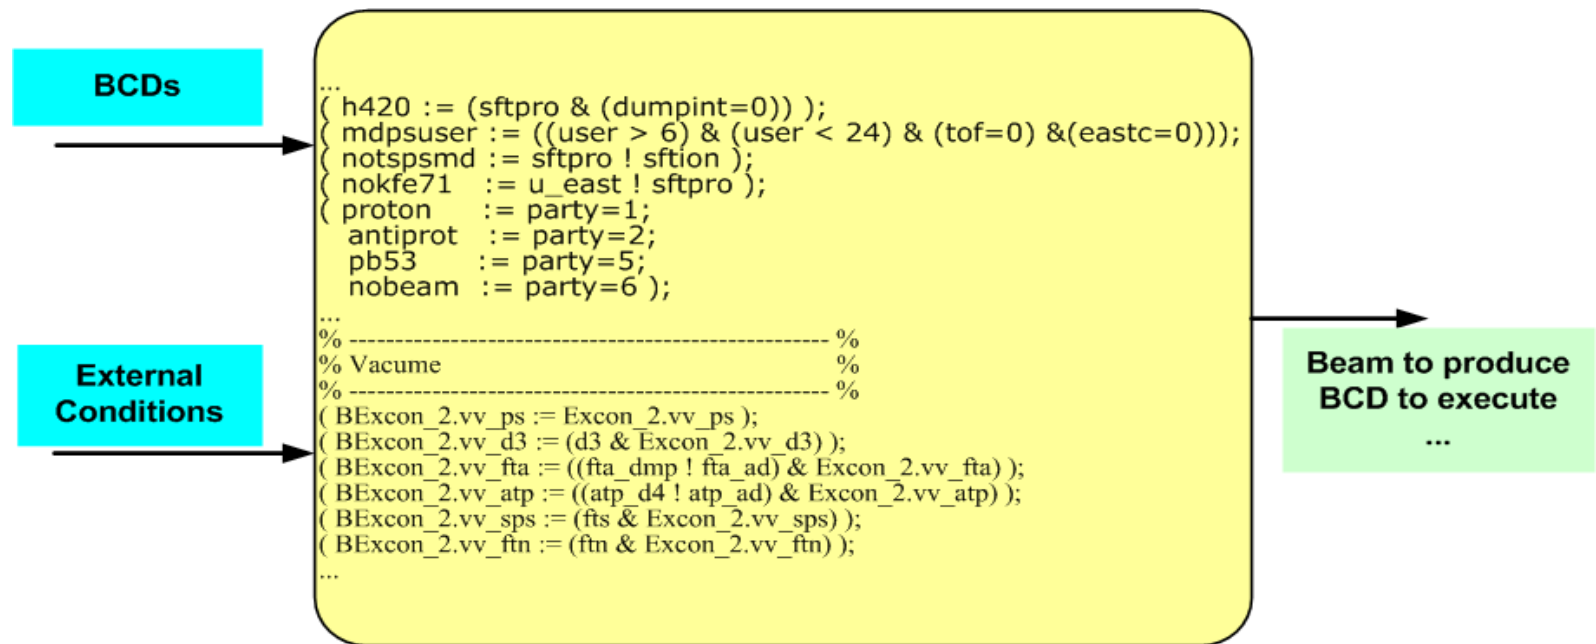 BCDs
External
Conditions
...
( h420 := (sftpro & (dumpint=0)) );
( mdpsuser := ((user > 6) & (user < 24) & (tof=0) &(eastc=0)));
( notspsmd := sftpro ! sftion );
( nokfe71 := u_east ! sftpro );
( proton := party=1;
antiprot := party=2;
pb53 := party=5;
nobeam := party=6 );
...
% ---------------------------------------------------- %
% Vacume %
% ---------------------------------------------------- %
( BExcon_2.vv_ps := Excon_2.vv_ps );
( BExcon_2.vv_d3 := (d3 & Excon_2.vv_d3) );
( BExcon_2.vv_fta := ((fta_dmp ! fta_ad) & Excon_2.vv_fta) );
( BExcon_2.vv_atp := ((atp_d4 ! atp_ad) & Excon_2.vv_atp) );
( BExcon_2.vv_sps := (fts & Excon_2.vv_sps) );
( BExcon_2.vv_ftn := (ftn & Excon_2.vv_ftn) );
...
Beam to produce
BCD to execute
...